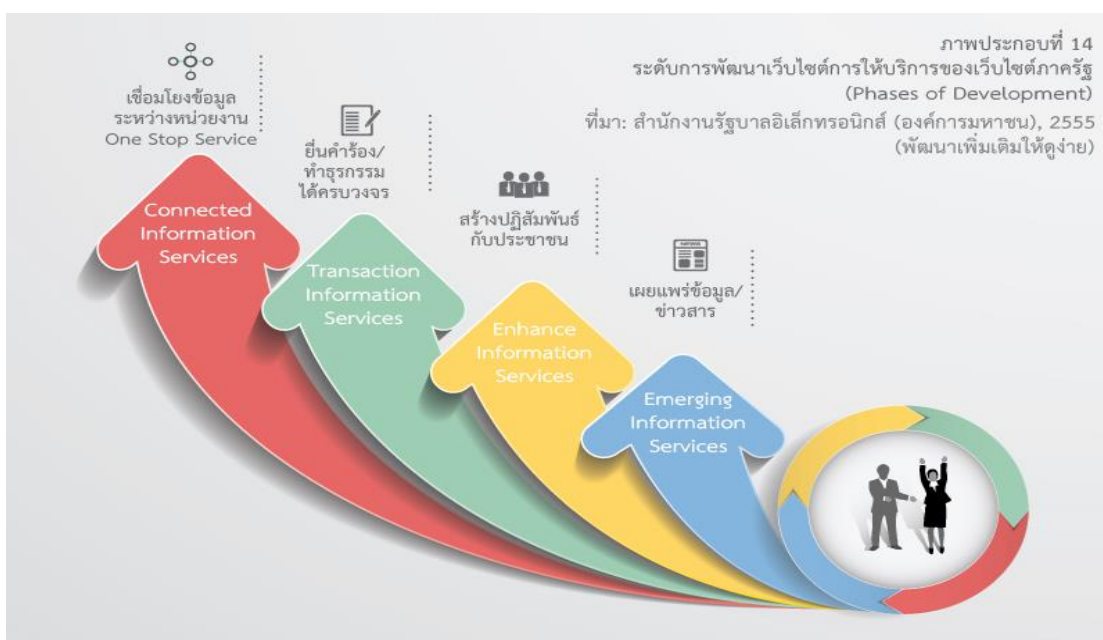 ภาพประกอบที่ 14
ระดับการพัฒนาเว็บไซต์การให้บริการของเว็บไซต์ภาครัฐ
(Phases of Development)
ที่มา: สำนักงานรัฐบาลอิเล็กทรอนิกส์ (องค์การมหาชน), 2555
(พัฒนาเพิ่มเติมให้ดูง่าย)
เชื่อมโยงข้อมูล
ระหว่างหน่วยงาน
One Stop Service
Connected
Information
Services
ยื่นคำร้อง/
ทำธุรกรรม
ได้ครบวงจร
Transaction
Information
Services
สร้างปฏิสัมพันธ์
กับประชาชน
Enhance
Information
Services
NEWS
เผยแพร่ข้อมูล/
ข่าวสาร
Emerging
Information
Services